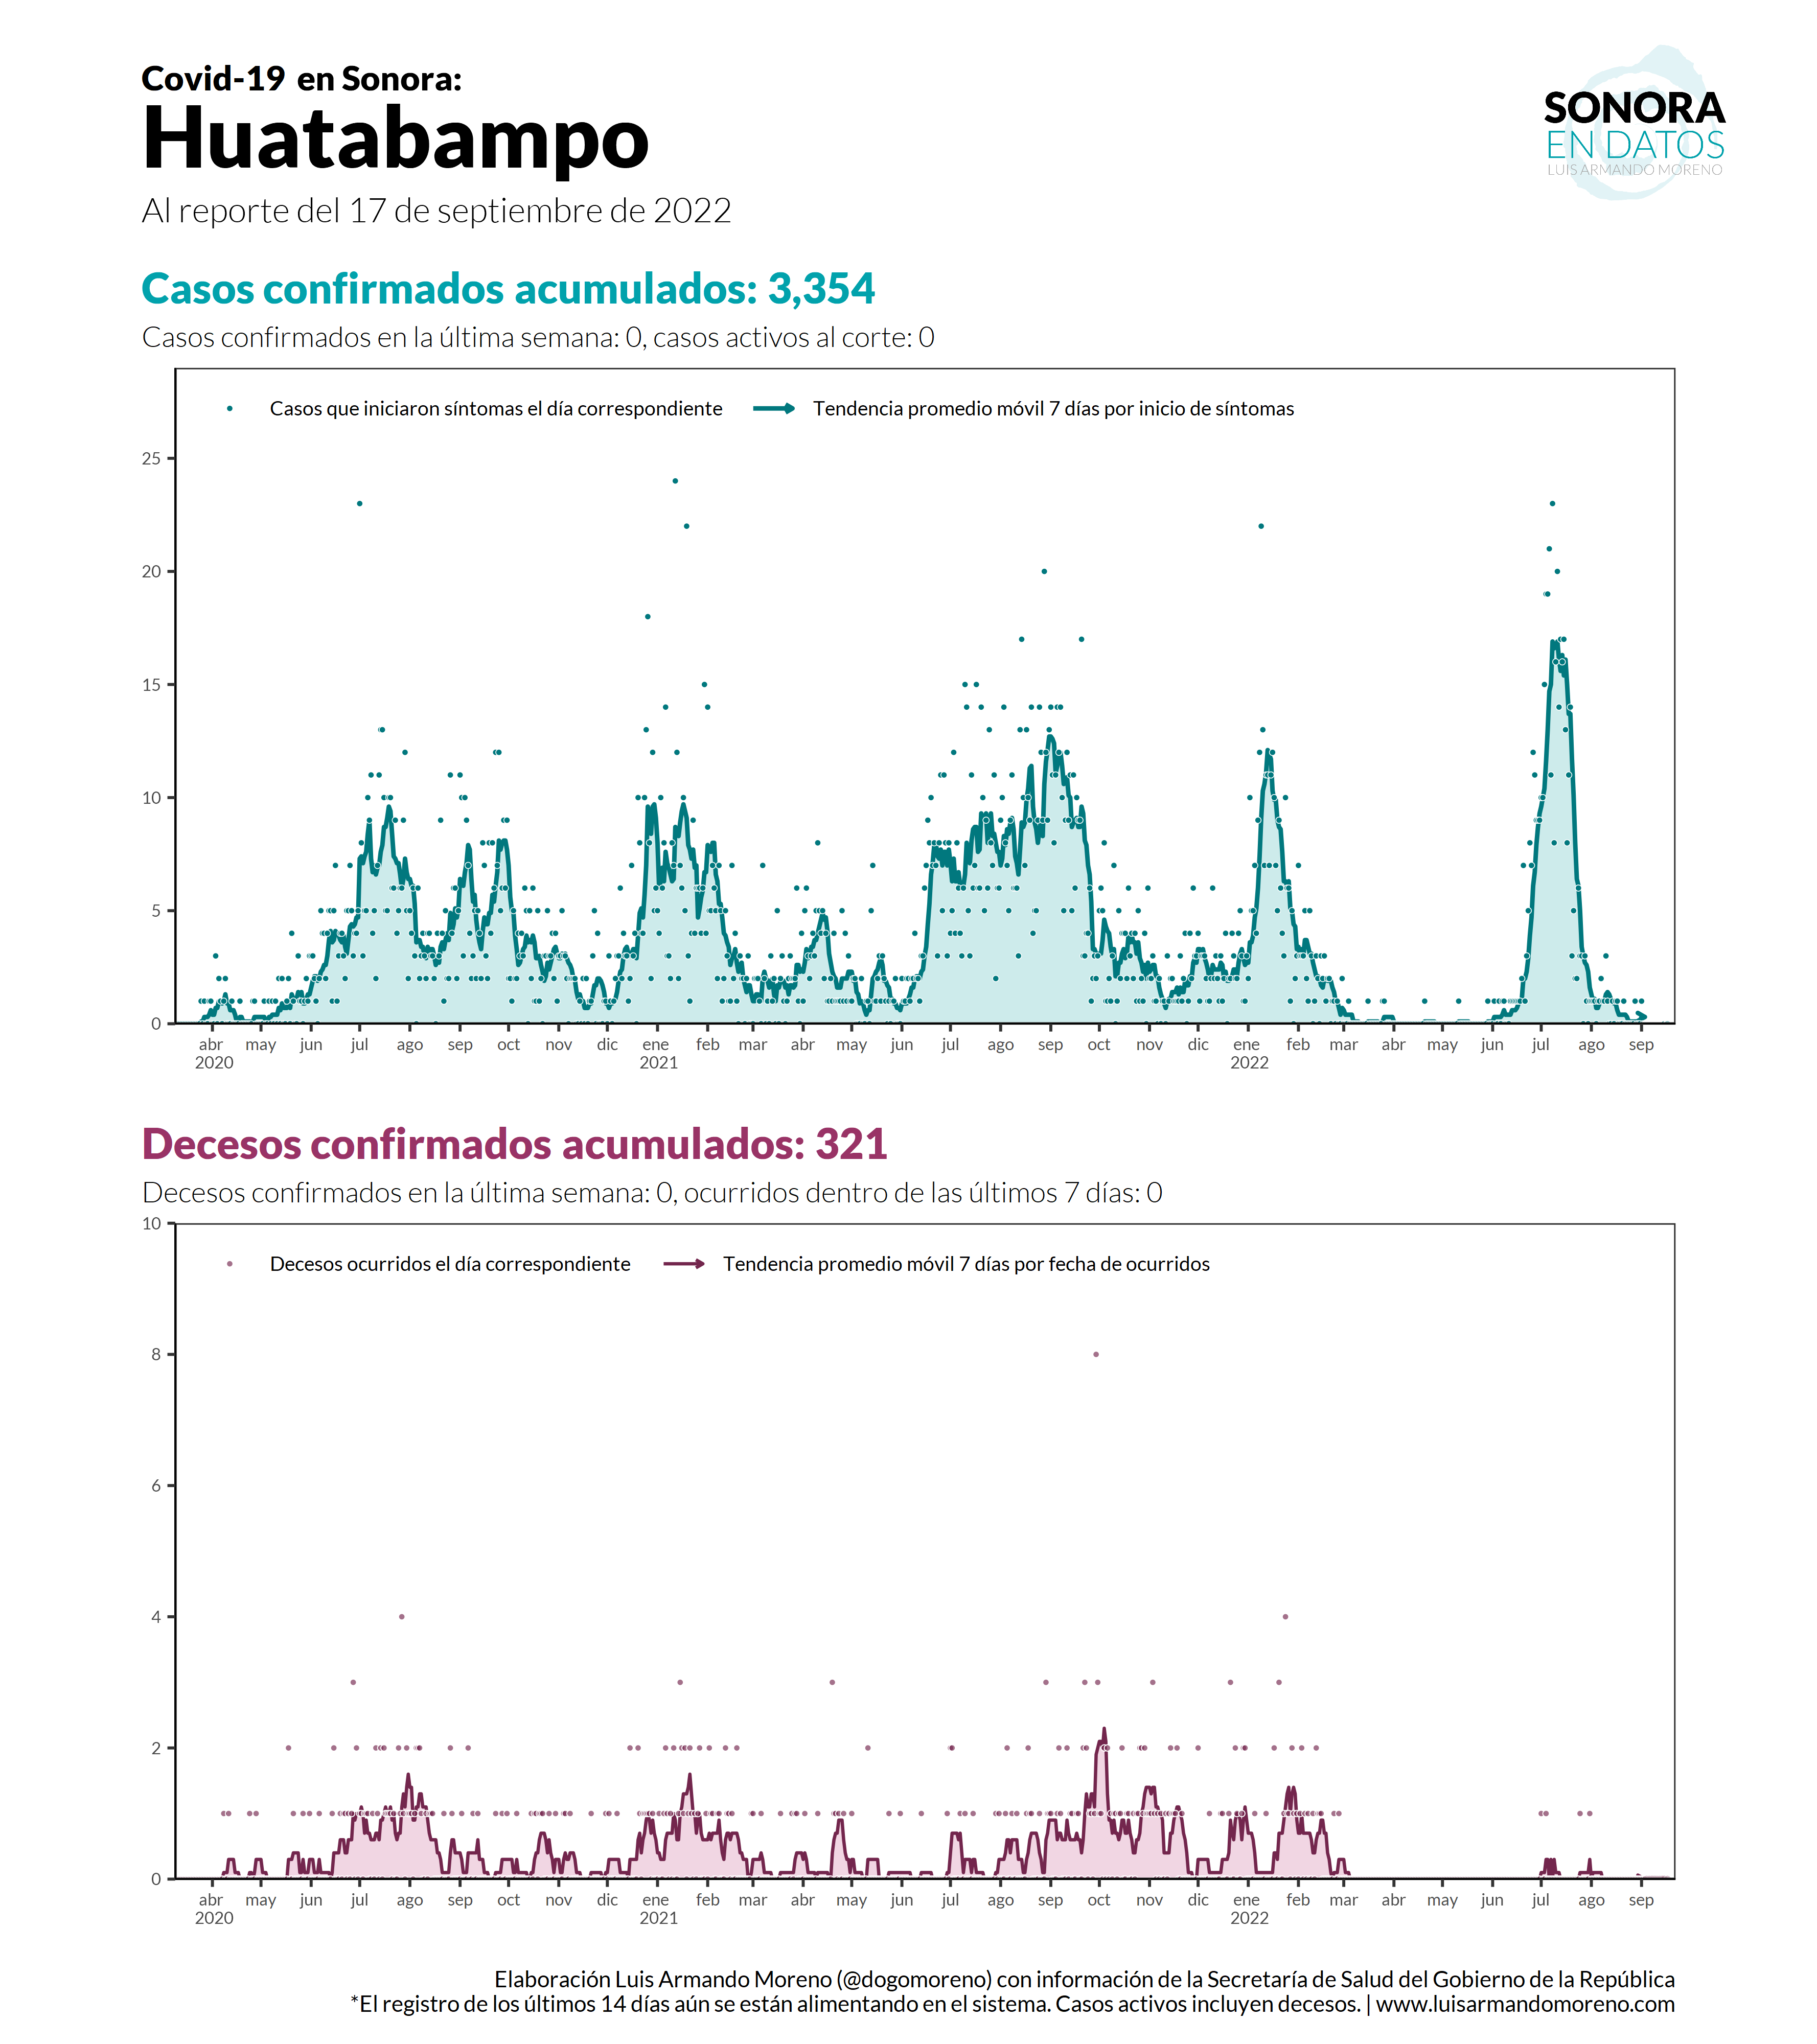 Covid-19 en Sonora:
Huatabampo
Al reporte del 17 de septiembre de 2022
SONORA
EN DATOS
LUIS ARMANDO MORENO
Casos confirmados acumulados: 3,354
Casos confirmados en la última semana: 0, casos activos al corte: 0
Casos que iniciaron síntomas el día correspondiente
Tendencia promedio móvil 7 días por inicio de síntomas
25
20
15
10
5
0
abr may jun jul ago sep oct nov dic ene feb mar abr may jun jul ago sep oct nov dic ene feb mar abr may jun jul ago sep
2020 2021 2022
Decesos confirmados acumulados: 321
Decesos confirmados en la última semana: 0, ocurridos dentro de las últimos 7 días: 0
10
Decesos ocurridos el día correspondiente
Tendencia promedio móvil 7 días por fecha de ocurridos
8
6
4
2
0
abr may jun jul ago sep oct nov dic ene feb mar abr may jun jul ago sep oct nov dic ene feb mar abr may jun jul ago sep
2020 2021 2022
Elaboración Luis Armando Moreno (@dogomoreno) con información de la Secretaría de Salud del Gobierno de la República
*El registro de los últimos 14 días aún se están alimentando en el sistema. Casos activos incluyen decesos. | www.luisarmandomoreno.com